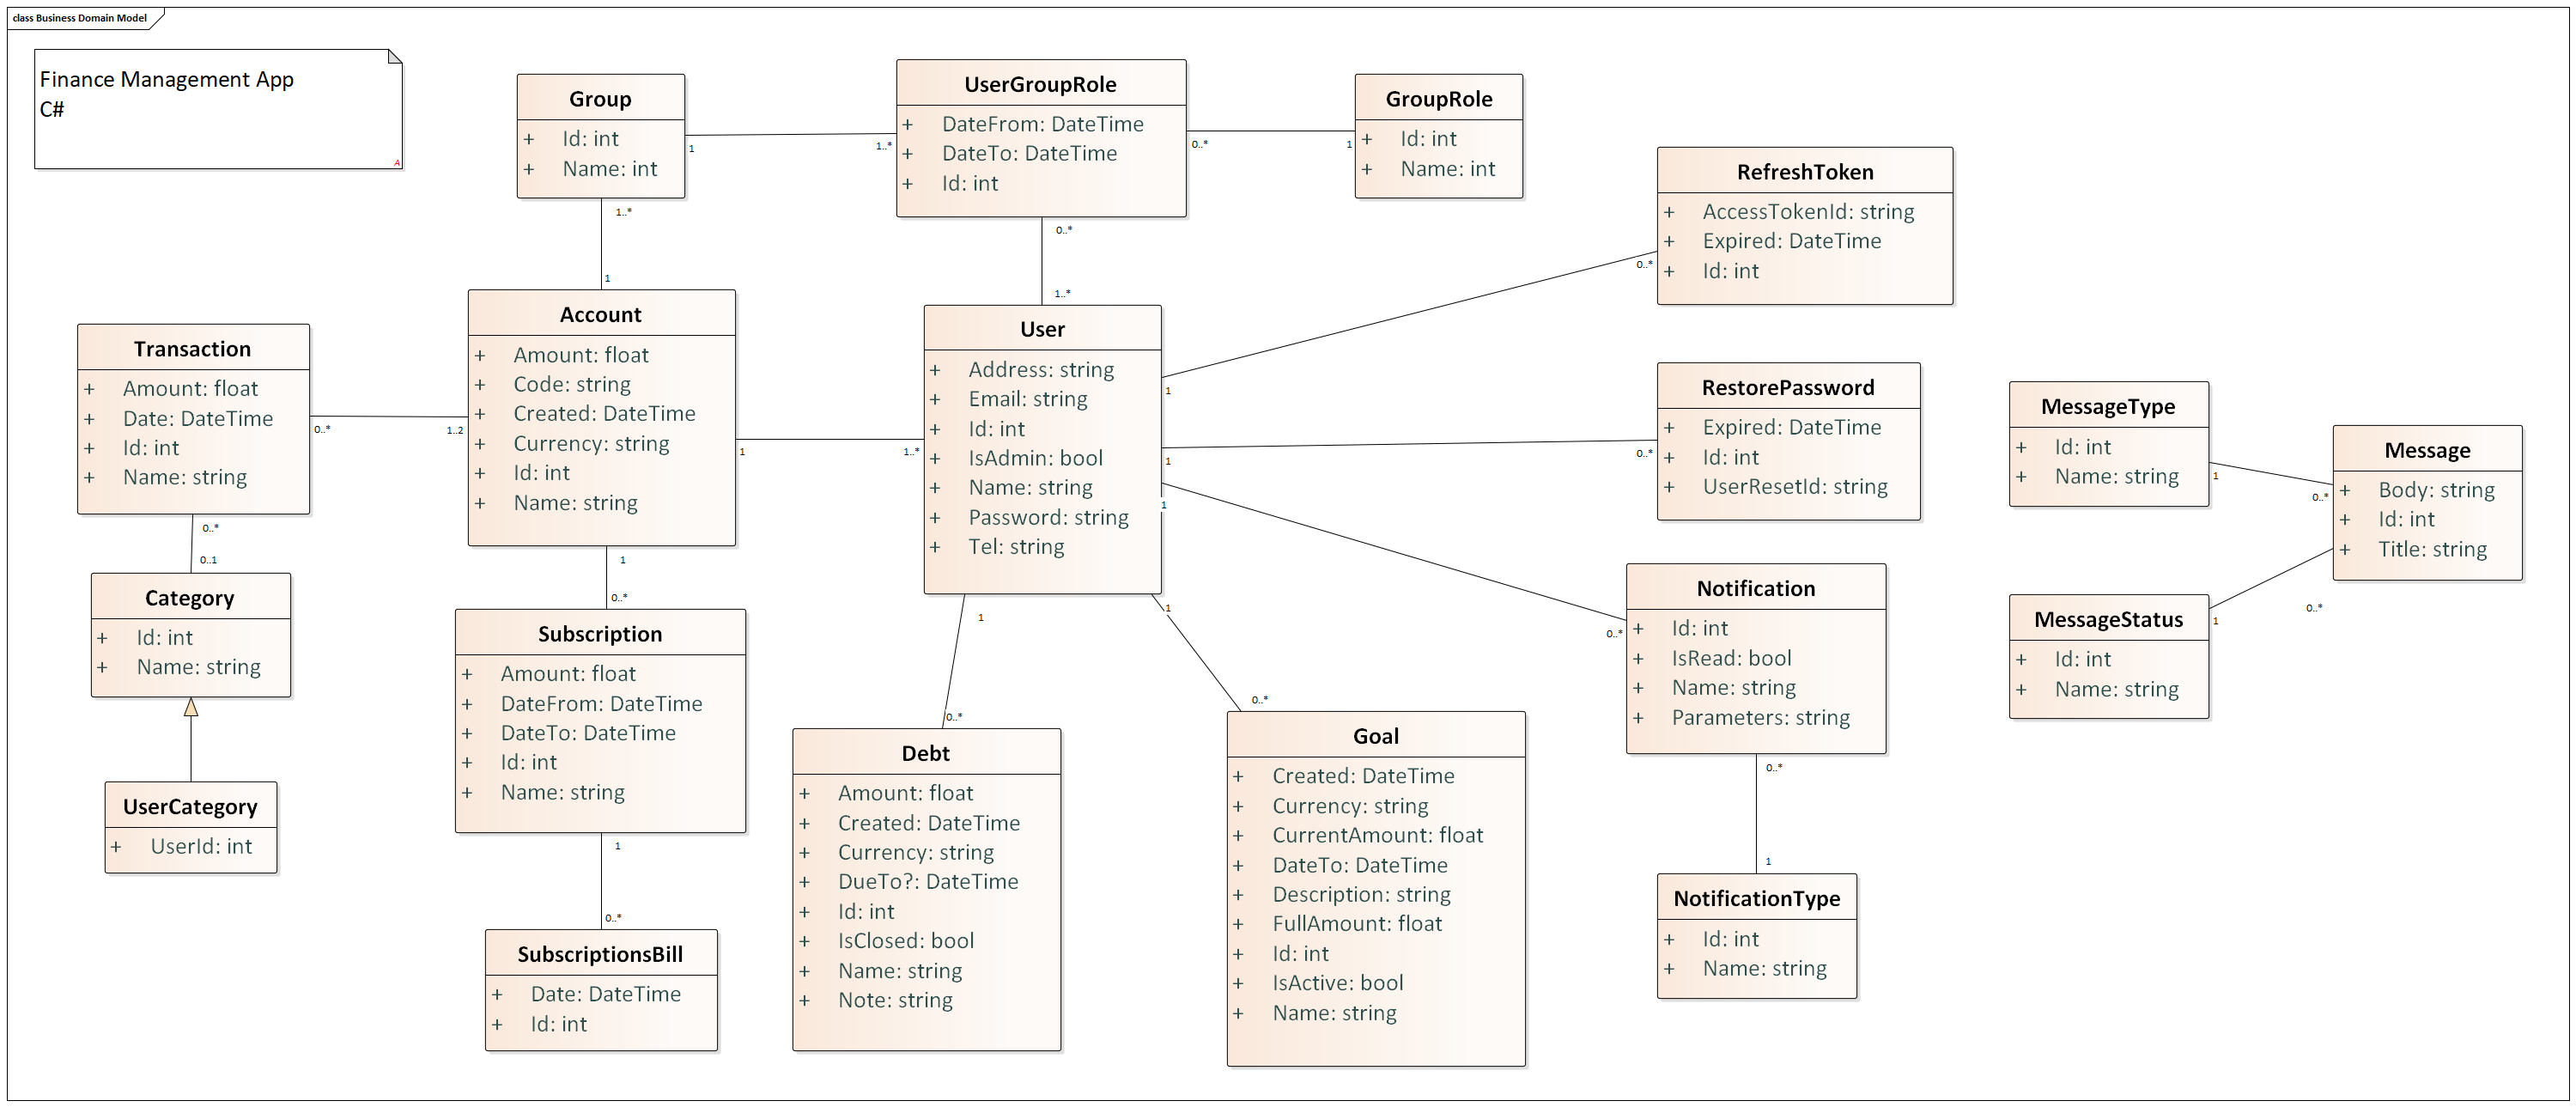 class Business Domain Model
Finance Management App
C#
A
Group
+ Id: int
+ Name: int
1
1..*
UserGroupRole
+ DateFrom: DateTime
+ DateTo: DateTime
+ Id: int
0..*
1
GroupRole
+ Id: int
+ Name: int
1..*
1
0..*
1..*
RefreshToken
+ AccessTokenId: string
+ Expired: DateTime
+ Id: int
0..*
1
Transaction
+ Amount: float
+ Date: DateTime
+ Id: int
+ Name: string
0..*
1..2
Account
+ Amount: float
+ Code: string
+ Created: DateTime
+ Currency: string
+ Id: int
+ Name: string
1
1..*
User
+ Address: string
+ Email: string
+ Id: int
+ IsAdmin: bool
+ Name: string
+ Password: string
+ Tel: string
1
0..*
RestorePassword
+ Expired: DateTime
+ Id: int
+ UserResetId: string
MessageType
+ Id: int
+ Name: string
1
0..*
Message
+ Body: string
+ Id: int
+ Title: string
0..*
1
MessageStatus
+ Id: int
+ Name: string
0..*
0..1
Category
+ Id: int
+ Name: string
UserCategory
+ UserId: int
1
0..*
Subscription
+ Amount: float
+ DateFrom: DateTime
+ DateTo: DateTime
+ Id: int
+ Name: string
1
0..*
SubscriptionsBill
+ Date: DateTime
+ Id: int
1
0..*
Debt
+ Amount: float
+ Created: DateTime
+ Currency: string
+ DueTo?: DateTime
+ Id: int
+ IsClosed: bool
+ Name: string
+ Note: string
1
0..*
Goal
+ Created: DateTime
+ Currency: string
+ CurrentAmount: float
+ DateTo: DateTime
+ Description: string
+ FullAmount: float
+ Id: int
+ IsActive: bool
+ Name: string
1
0..*
Notification
+ Id: int
+ IsRead: bool
+ Name: string
+ Parameters: string
0..*
1
NotificationType
+ Id: int
+ Name: string